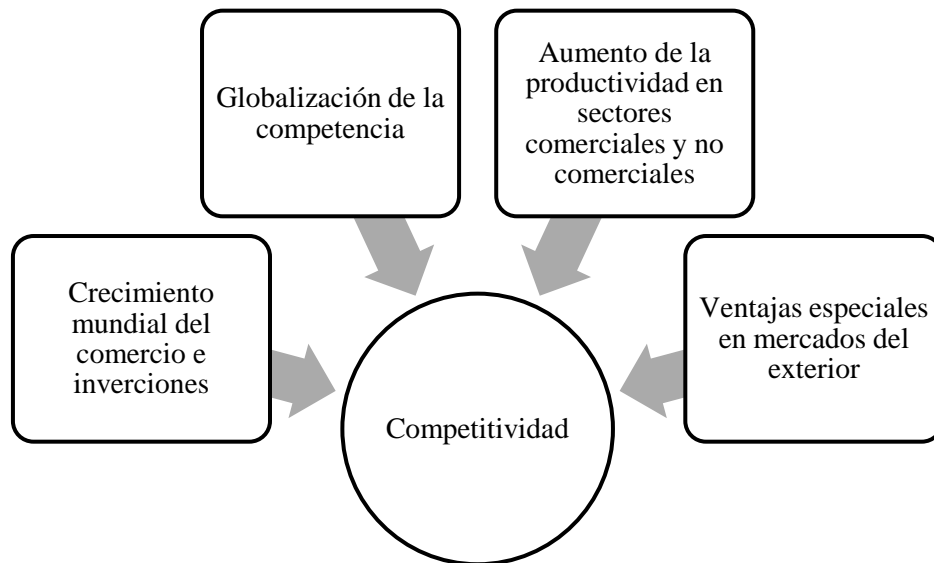 Crecimiento
mundial del
comercio e
inverciones
Globalización de la
competencia
Aumento de la
productividad en
sectores
comerciales y no
comerciales
Ventajas especiales
en mercados del
exterior
Competitividad